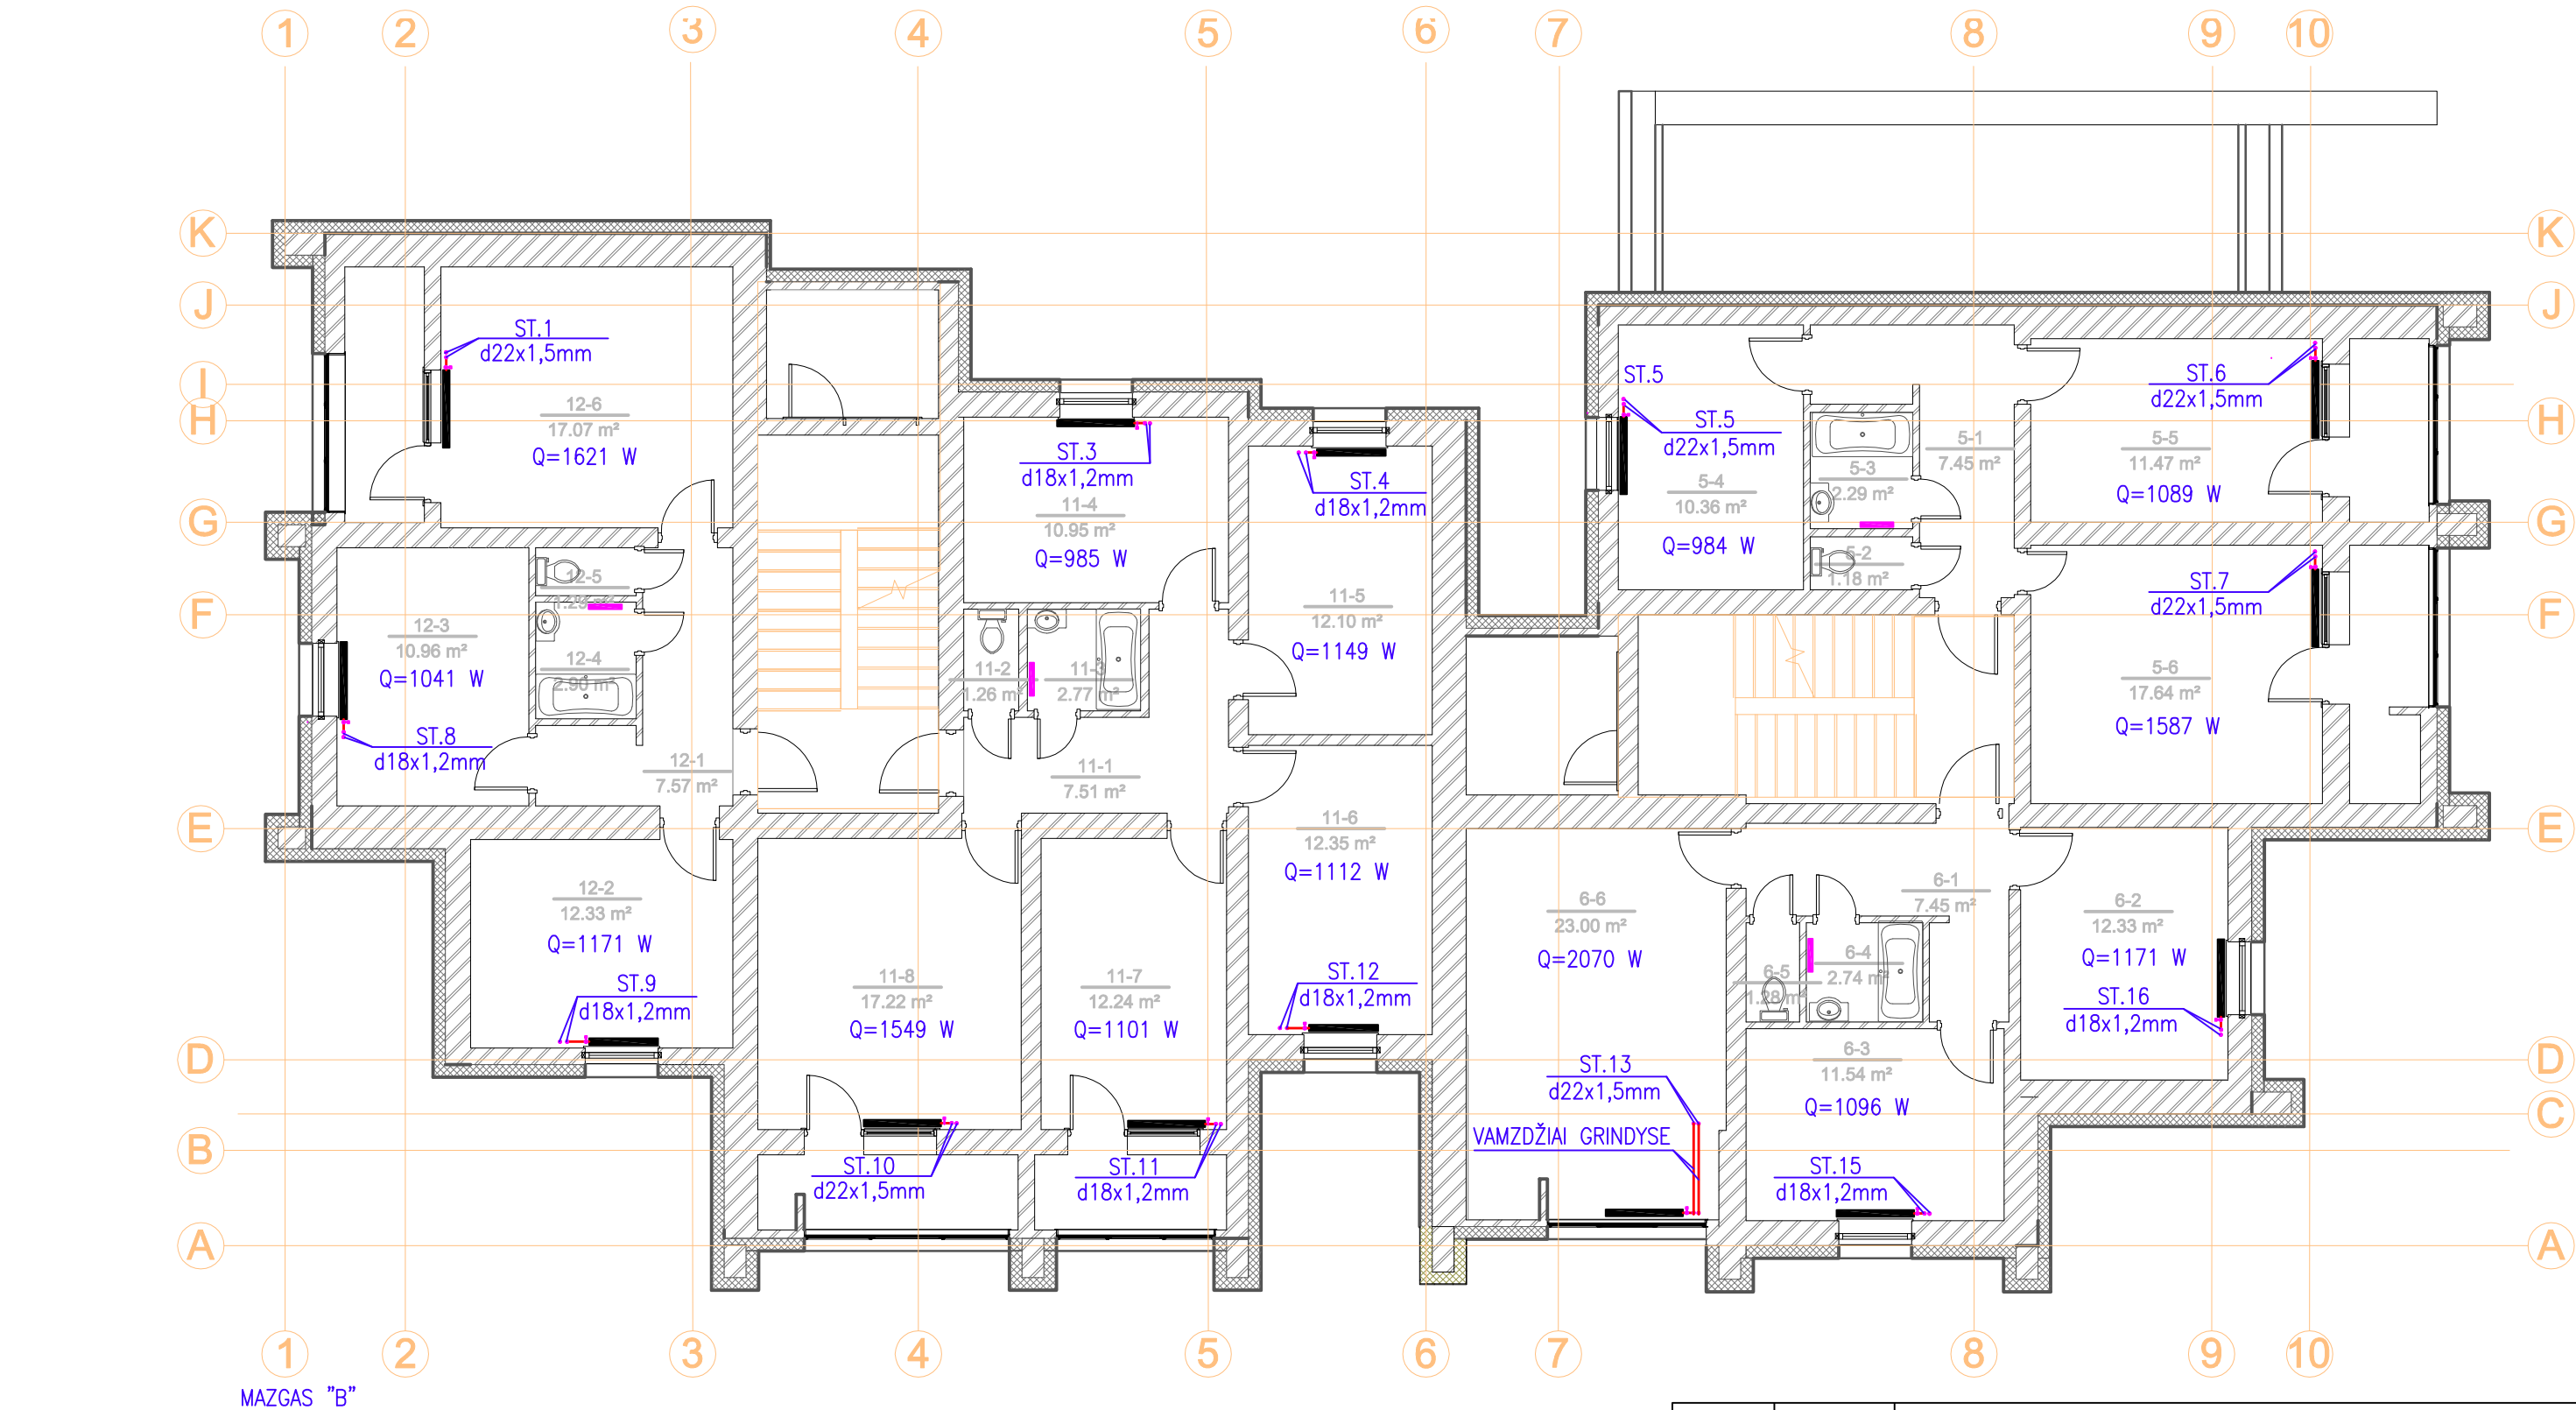 1 2 3 4 5 6 7 8 9 10
K K
J J
I
H H
G G
F F
E E
D D
C
B
A A
ST.1
d22x1,5mm
12-6
17.07 m²
Q=1621 W
ST.3
d18x1,2mm
11-4
10.95 m²
Q=985 W
ST.4
d18x1,2mm
ST.5
ST.5
d22x1,5mm
5-4
10.36 m²
Q=984 W
5-3
2.29 m²
5-1
7.45 m²
5-2
1.18 m²
ST.6
d22x1,5mm
5-5
11.47 m²
Q=1089 W
ST.7
d22x1,5mm
5-6
17.64 m²
Q=1587 W
12-5
12-3
10.96 m²
Q=1041 W
12-4
2.90 m²
ST.8
d18x1,2mm
12-1
7.57 m²
11-2
1.26 m²
11-3
2.77 m²
11-5
12.10 m²
Q=1149 W
11-1
7.51 m²
11-6
12.35 m²
Q=1112 W
12-2
12.33 m²
Q=1171 W
ST.9
d18x1,2mm
11-8
17.22 m²
Q=1549 W
11-7
12.24 m²
Q=1101 W
ST.12
d18x1,2mm
6-6
23.00 m²
Q=2070 W
6-1
7.45 m²
6-5
1.28 m²
6-4
2.74 m²
6-2
12.33 m²
Q=1171 W
ST.16
d18x1,2mm
ST.13
d22x1,5mm
VAMZDŽIAI GRINDYSE
6-3
11.54 m²
Q=1096 W
ST.10
d22x1,5mm
ST.11
d18x1,2mm
ST.15
d18x1,2mm
1 2 3 4 5 6 7 8 9 10
MAZGAS "B"